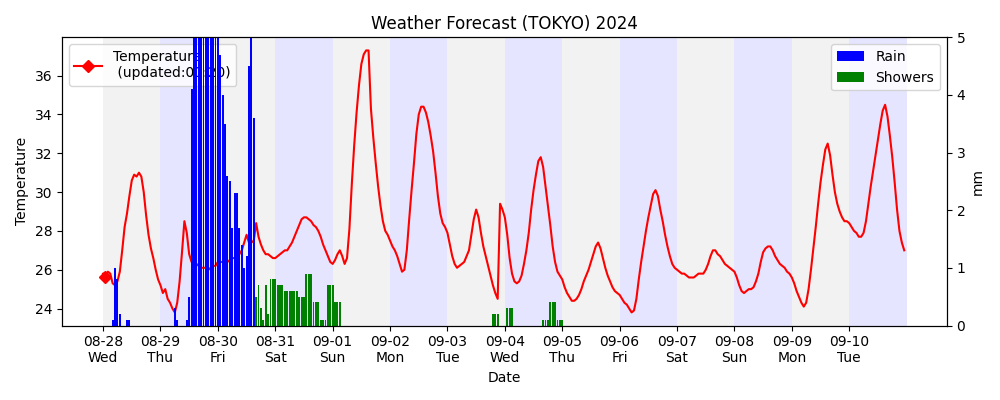 Weather Forecast (TOKYO) 2024
Temperature
(updated:
Rain
Showers
Temperature
36
34
32
30
28
26
24
5
4
3
2
1
0
mm
08-28 08-29 08-30 08-31 09-01 09-02 09-03 09-04 09-05 09-06 09-07 09-08 09-09 09-10
Wed Thu Fri Sat Sun Mon Tue Wed Thu Fri Sat Sun Mon Tue
Date